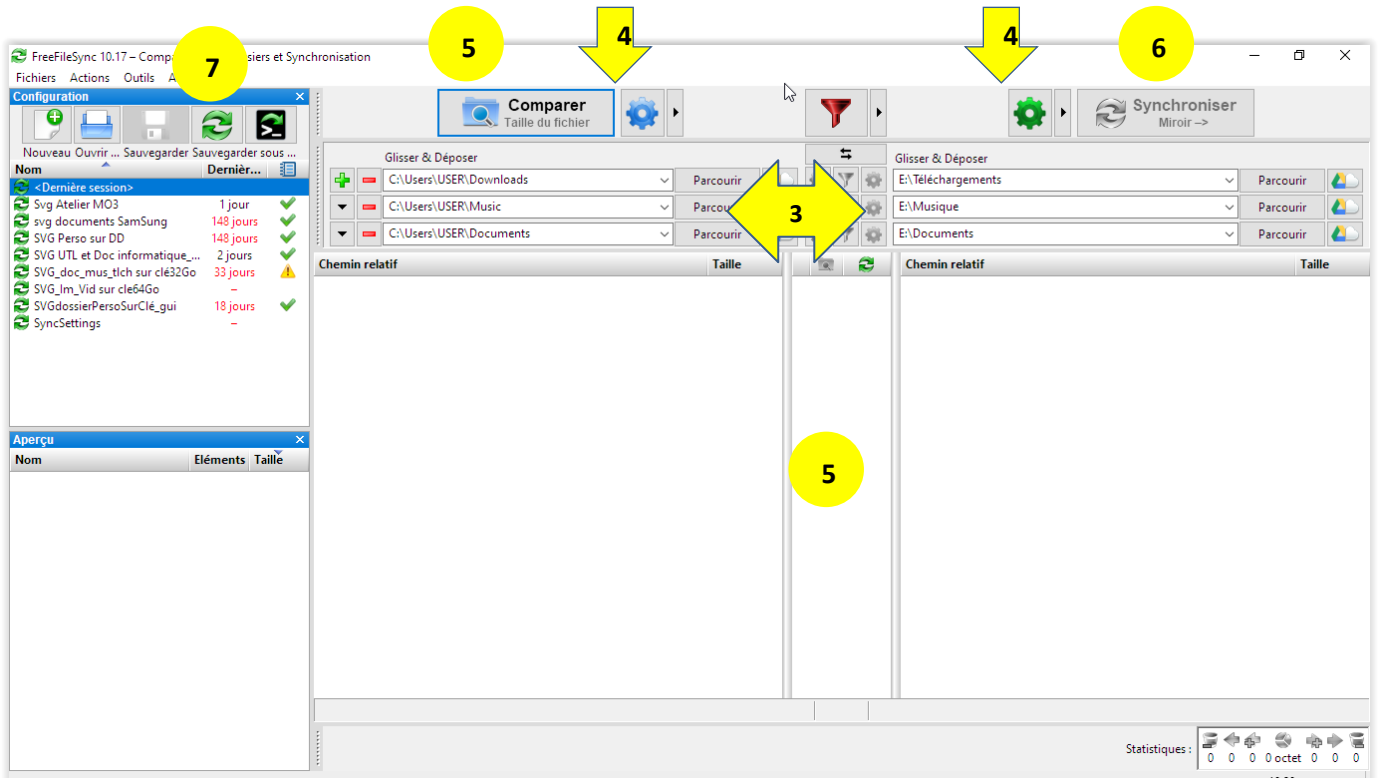 5
4
4
6
7
FreeFileSync 10.17 – Comp siers et Synchronisation
Fichiers Actions Outils A
Configuration
Comparer
Taille du fichier
Synchroniser
Miroir –>
Nouveau Ouvrir ... Sauvegarder Sauvegarder sous ...
Nom Dernièr...
<Dernière session>
Svg Atelier MO3 1 jour
svg documents SamSung 148 jours
SVG Perso sur DD 148 jours
SVG UTL et Doc informatique_... 2 jours
SVG_doc_mus_tlch sur clé32Go 33 jours
SVG_Im_Vid sur cle64Go –
SVGdossierPersoSurClé_gui 18 jours
SyncSettings –
Glisser & Déposer
Glisser & Déposer
C:\Users\USER\Downloads Parcourir
E:\Téléchargements Parcourir
C:\Users\USER\Music Parcou
3
E:\Musique Parcourir
C:\Users\USER\Documents Parcourir
E:\Documents Parcourir
Chemin relatif Taille
Chemin relatif Taille
Aperçu
Nom Eléments Taille
5
Statistiques :
0 0 0 0 octet 0 0 0